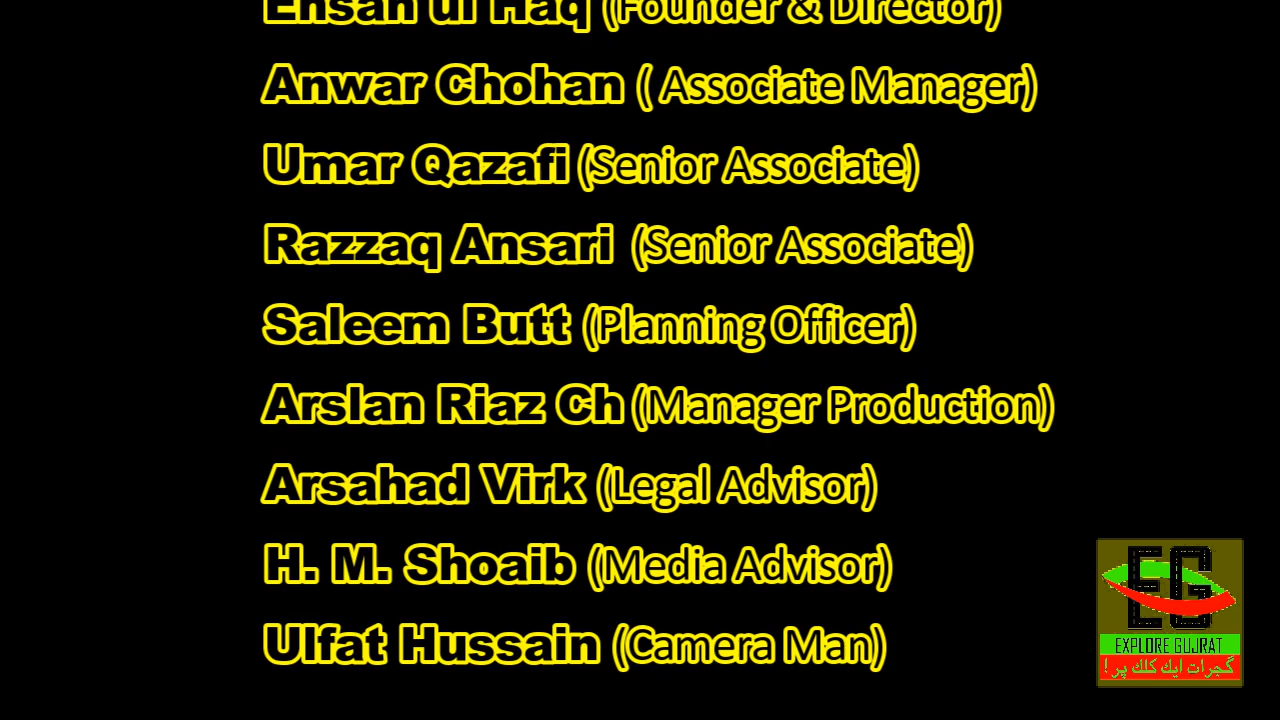 Ehsan ul Haq (Founder & Director)
Anwar Chohan ( Associate Manager)
Umar Qazafi (Senior Associate)
Razzaq Ansari (Senior Associate)
Saleem Butt (Planning Officer)
Arslan Riaz Ch (Manager Production)
Arsahad Virk (Legal Advisor)
H. M. Shoaib (Media Advisor)
Ulfat Hussain (Camera Man)
EG
EXPLORE GUJRAT
گجرات ایک کلک پر !